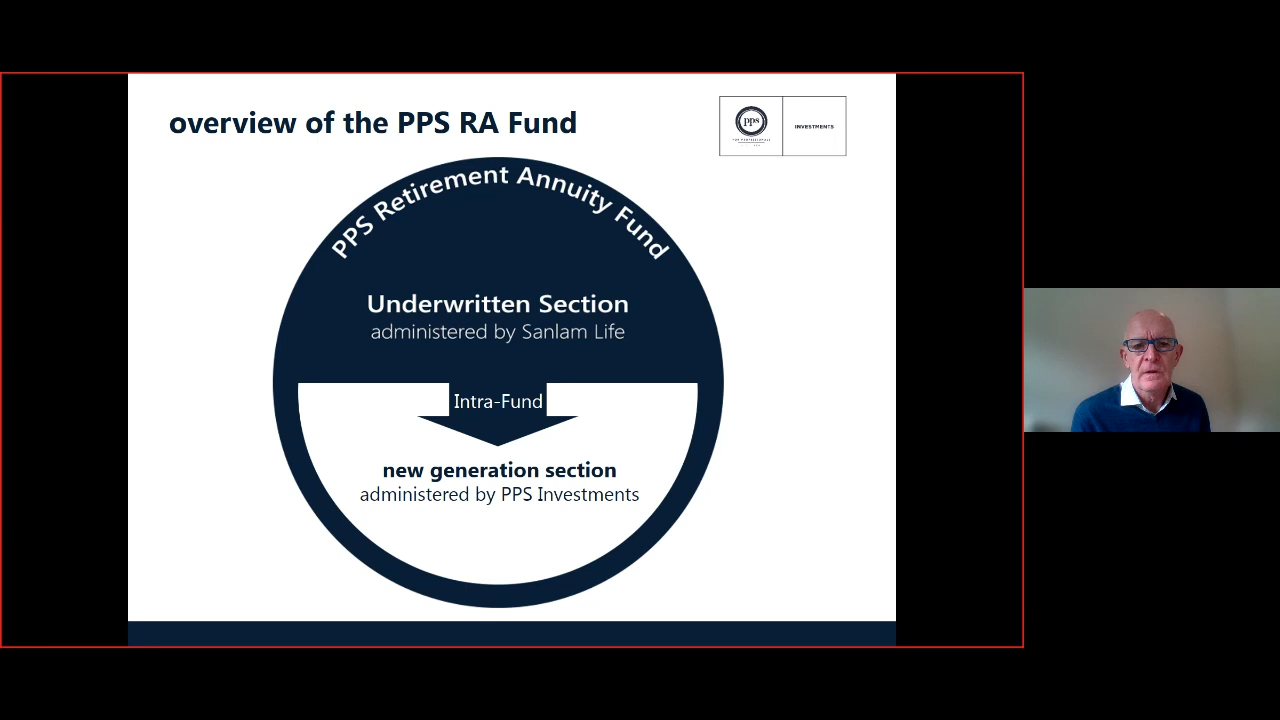 overview of the PPS RA Fund
pps
INVESTMENTS
PPS Retirement Annuity Fund
Underwritten Section
administered by Sanlam Life
Intra-Fund
new generation section
administered by PPS Investments